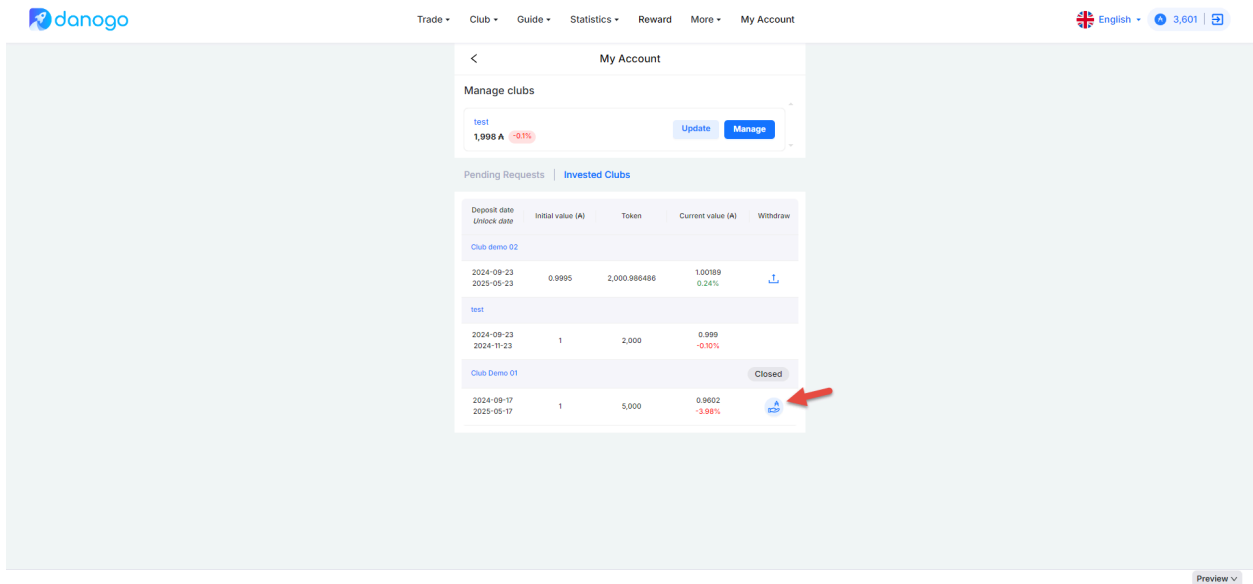 danogo
Trade Club Guide Statistics Reward More My Account
English 3,601
My Account
Manage clubs
test
1,998 ₳ -0.1%
Update Manage
Pending Requests | Invested Clubs
Deposit date
Unlock date
Initial value (₳) Token Current value (₳) Withdraw
Club demo 02
2024-09-23
2025-05-23
0.9995 2,000.986486
1.00189
0.24%
test
2024-09-23
2024-11-23
1 2,000
0.999
-0.10%
Club Demo 01 Closed
2024-09-17
2025-05-17
1 5,000
0.9602
-3.98%
Preview